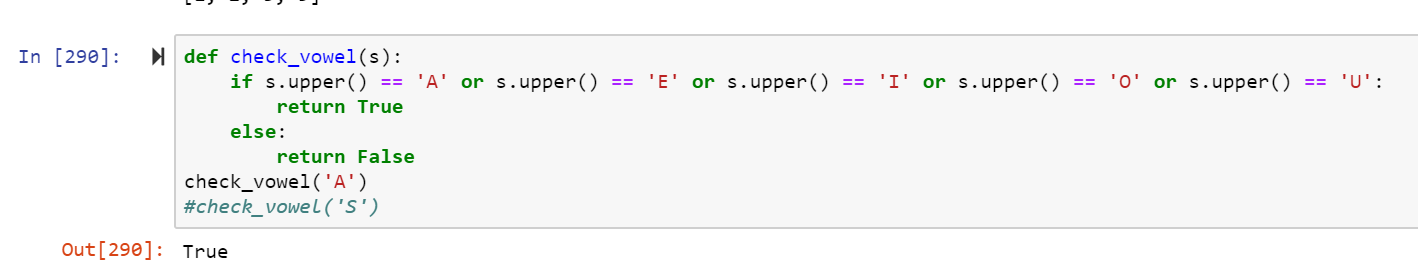 In [290]:
def check_vowel(s):
    if s.upper() == 'A' or s.upper() == 'E' or s.upper() == 'I' or s.upper() == 'O' or s.upper() == 'U':
        return True
    else:
        return False
check_vowel('A')
#check_vowel('S')
Out[290]: True